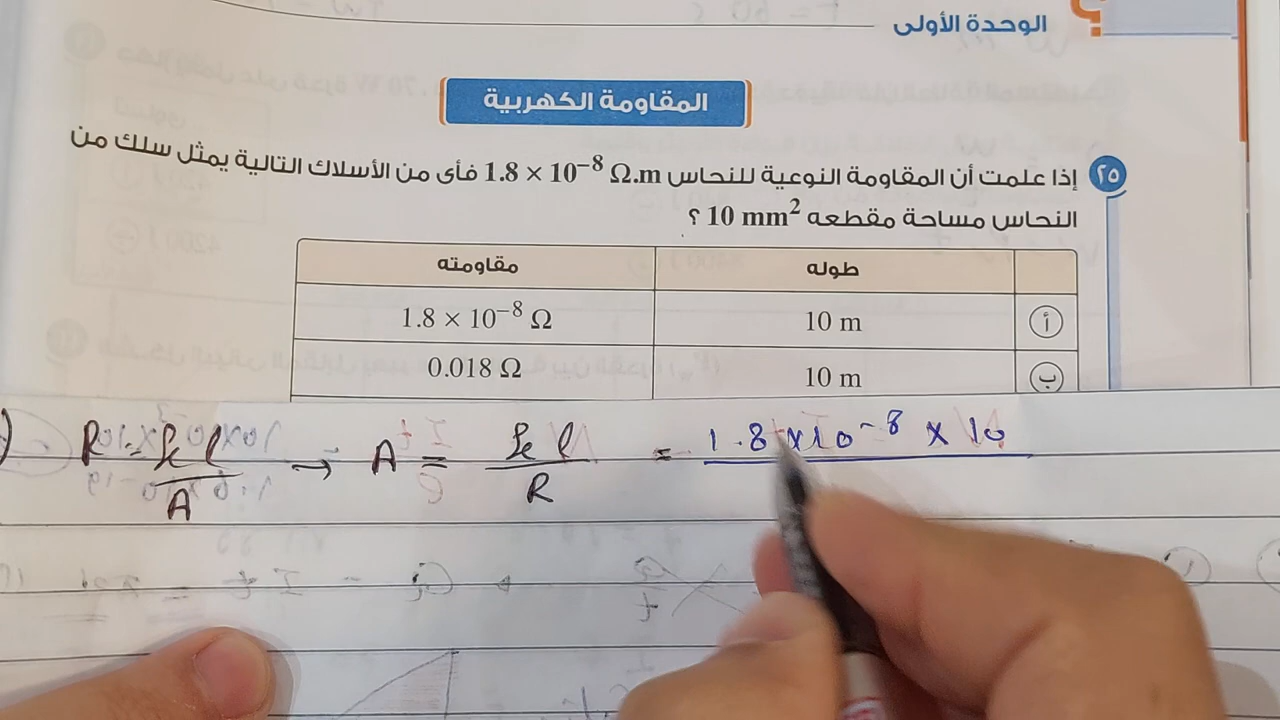 الوحدة الأولى
المقاومة الكهربية
٢٥ إذا علمت أن المقاومة النوعية للنحاس 1.8 × 10⁻⁸ Ω.m فأى من الأسلاك التالية يمثل سلك من
النحاس مساحة مقطعه 10 mm² ؟
طوله مقاومته
أ 10 m 1.8 × 10⁻⁸ Ω
ب 10 m 0.018 Ω
R = ρe l / A → A = ρe l / R = 1.8 × 10⁻⁸ × 10